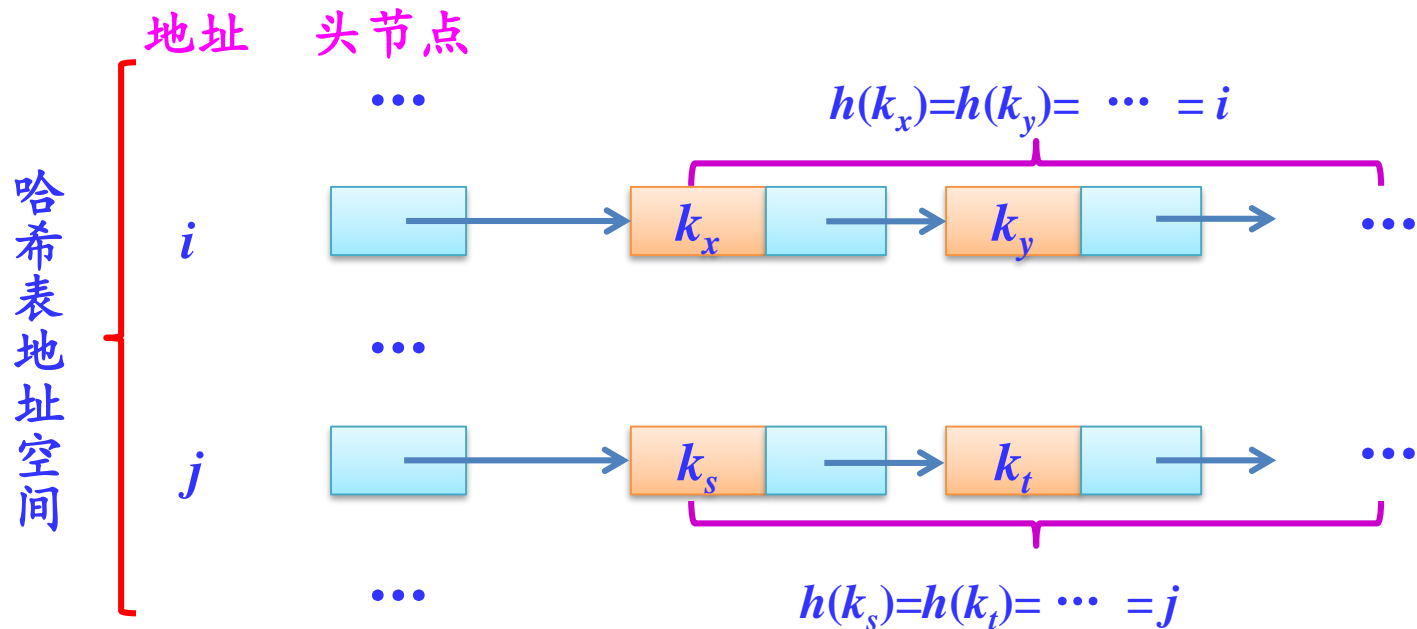 地址 头节点
…
h(kx)=h(ky)= … = i
哈希表地址空间
i kx ky …
…
j ks kt …
…
h(ks)=h(kt)= … = j